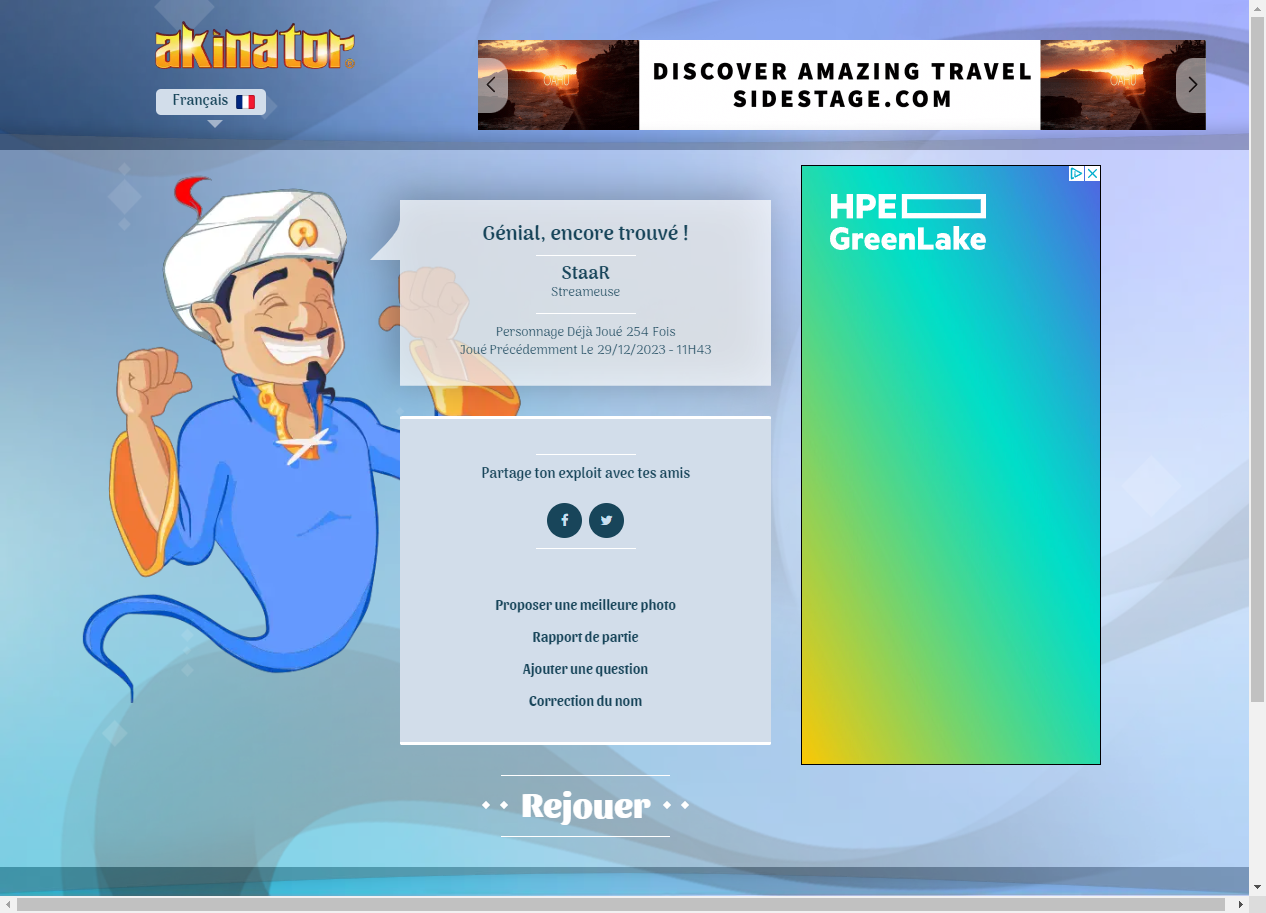 akinator
Français
DISCOVER AMAZING TRAVEL
SIDESTAGE.COM
OAHU
OAHU
Génial, encore trouvé !
StaaR
Streameuse
Personnage Déjà Joué 254 Fois
Joué Précédemment Le 29/12/2023 - 11H43
Partage ton exploit avec tes amis
Proposer une meilleure photo
Rapport de partie
Ajouter une question
Correction du nom
Rejouer
HPE
GreenLake